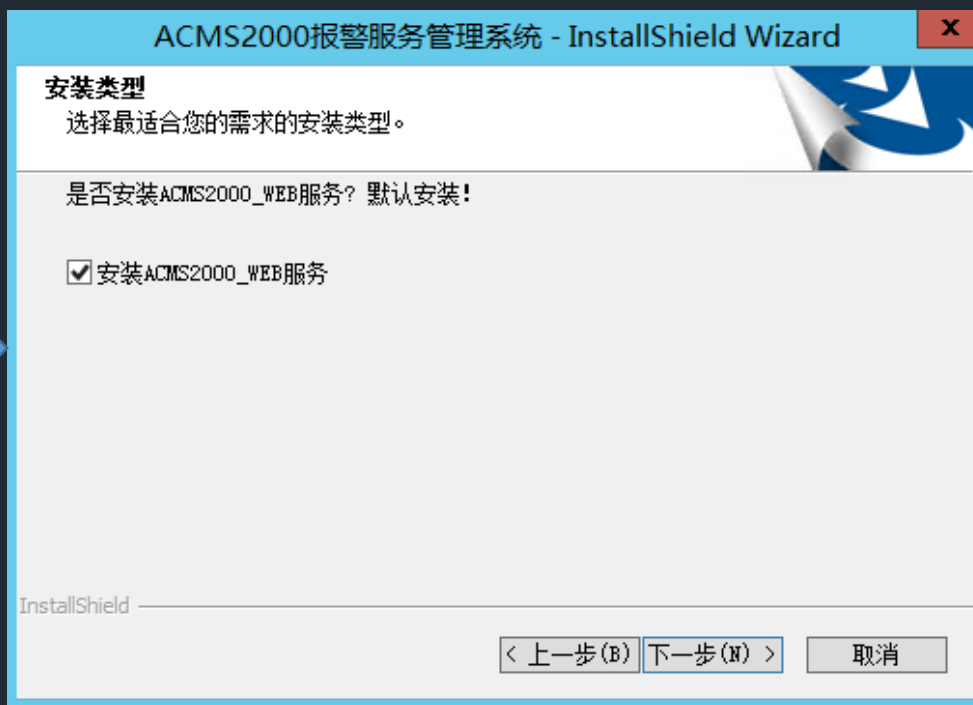 ACMS2000报警服务管理系统 - InstallShield Wizard
x
安装类型
选择最适合您的需求的安装类型。
是否安装ACMS2000_WEB服务? 默认安装!
安装ACMS2000_WEB服务
InstallShield
< 上一步(B) 下一步(N) > 取消